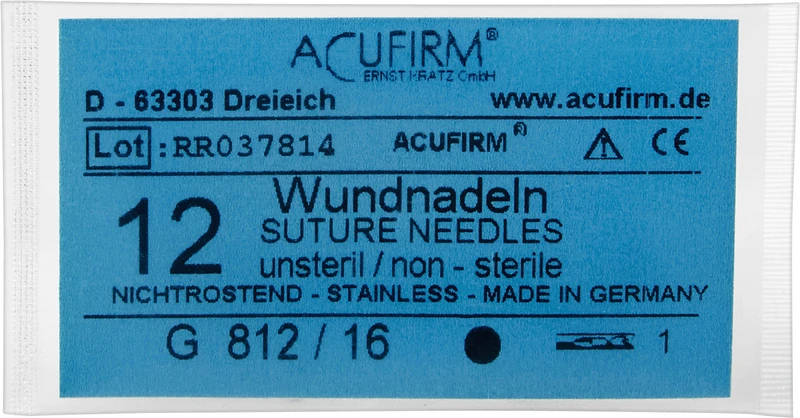 ACUFIRM®
ERNST KRATZ GmbH
D - 63303 Dreieich www.acufirm.de
Lot : RR037814 ACUFIRM® CE
Wundnadeln
12 SUTURE NEEDLES
unsteril / non - sterile
NICHTROSTEND - STAINLESS - MADE IN GERMANY
G 812 / 16 1